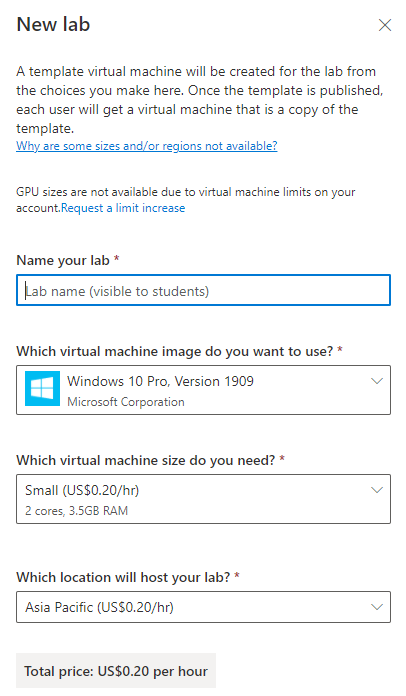 New lab
A template virtual machine will be created for the lab from
the choices you make here. Once the template is published,
each user will get a virtual machine that is a copy of the
template.
Why are some sizes and/or regions not available?
GPU sizes are not available due to virtual machine limits on your
account.Request a limit increase
Name your lab *
Lab name (visible to students)
Which virtual machine image do you want to use? *
Windows 10 Pro, Version 1909
Microsoft Corporation
Which virtual machine size do you need? *
Small (US$0.20/hr)
2 cores, 3.5GB RAM
Which location will host your lab? *
Asia Pacific (US$0.20/hr)
Total price: US$0.20 per hour